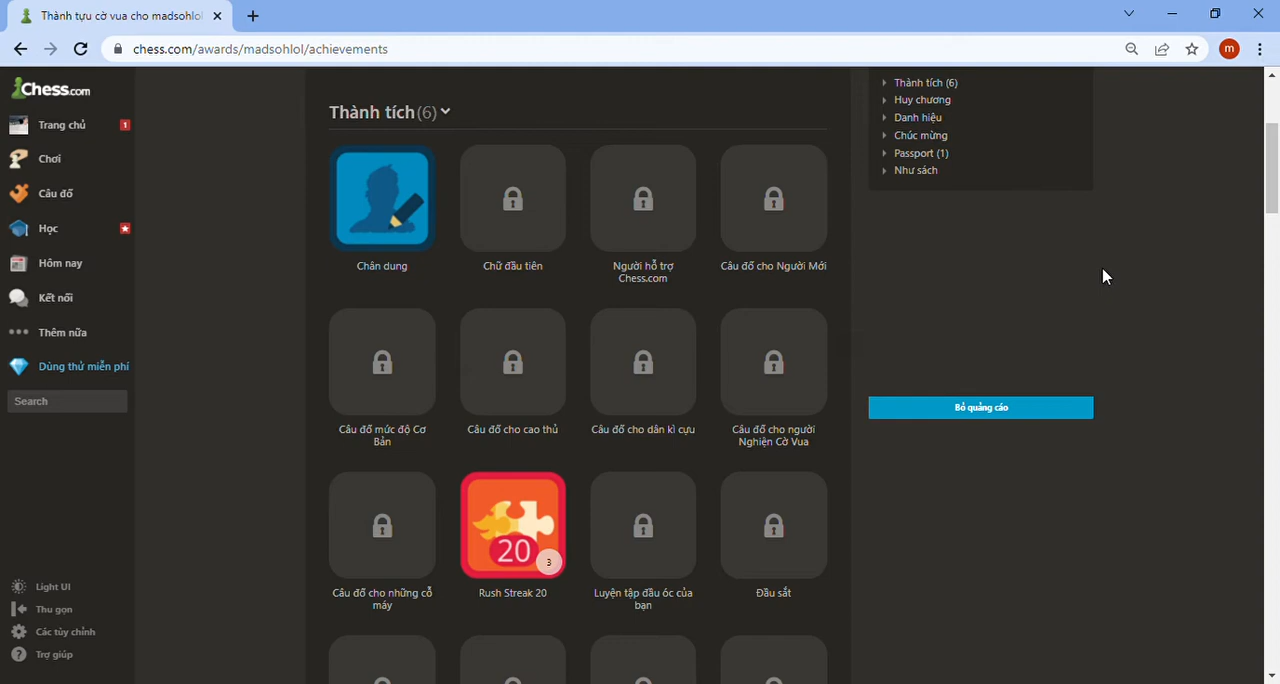 Thành tựu cờ vua cho madsohlol
chess.com/awards/madsohlol/achievements
m
Chess.com
Trang chủ
1
Chơi
Câu đố
Học
Hôm nay
Kết nối
Thêm nữa
Dùng thử miễn phí
Search
Light UI
Thu gọn
Các tùy chỉnh
Trợ giúp
Thành tích (6)
Chân dung
Chữ đầu tiên
Người hỗ trợ
Chess.com
Câu đố cho Người Mới
Câu đố mức độ Cơ
Bản
Câu đố cho cao thủ
Câu đố cho dân kì cựu
Câu đố cho người
Nghiện Cờ Vua
Câu đố cho những cỗ
máy
20
3
Rush Streak 20
Luyện tập đầu óc của
bạn
Đầu sắt
Thành tích (6)
Huy chương
Danh hiệu
Chúc mừng
Passport (1)
Như sách
Bỏ quảng cáo